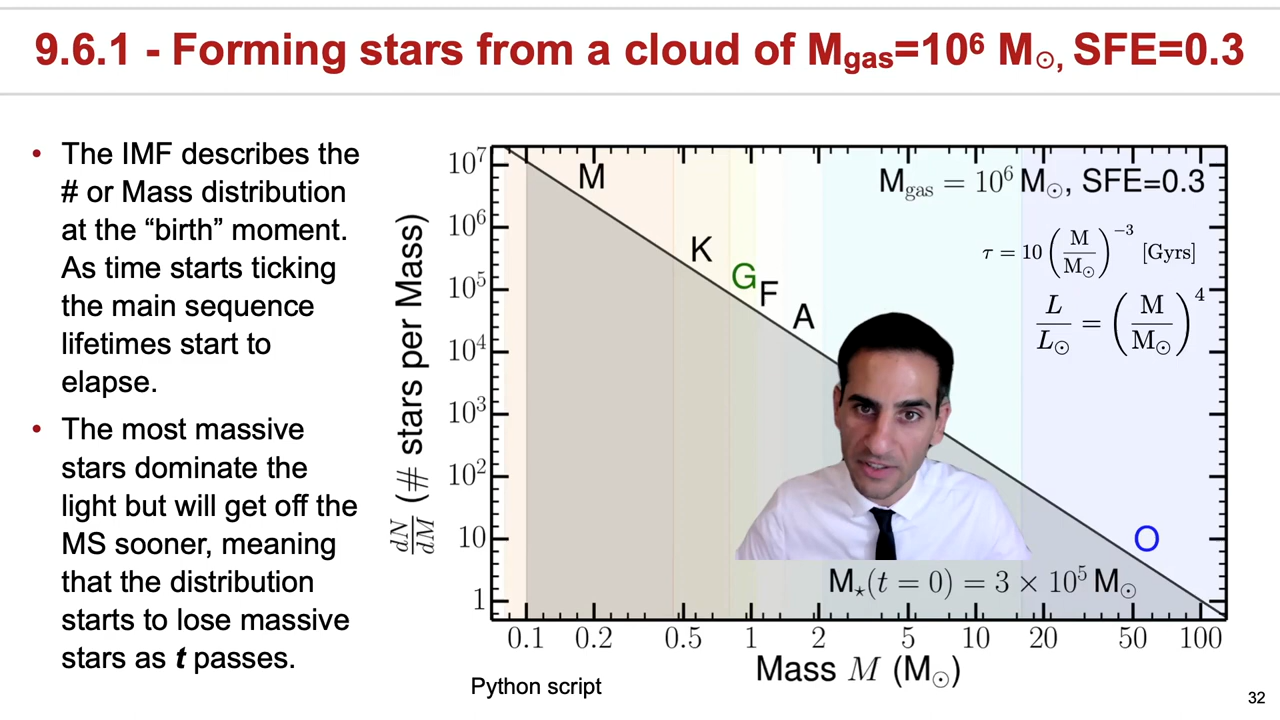 9.6.1 - Forming stars from a cloud of Mgas=10⁶ M⊙, SFE=0.3
• The IMF describes the
# or Mass distribution
at the “birth” moment.
As time starts ticking
the main sequence
lifetimes start to
elapse.
• The most massive
stars dominate the
light but will get off the
MS sooner, meaning
that the distribution
starts to lose massive
stars as t passes.
dN/dM (# stars per Mass)
10⁷
10⁶
10⁵
10⁴
10³
10²
10
1
M
K
G
F
A
O
Mgas = 10⁶ M⊙, SFE=0.3
τ = 10 (M/M⊙)⁻³ [Gyrs]
L/L⊙ = (M/M⊙)⁴
M⋆(t = 0) = 3 × 10⁵ M⊙
0.1 0.2 0.5 1 2 5 10 20 50 100
Mass M (M⊙)
Python script
32